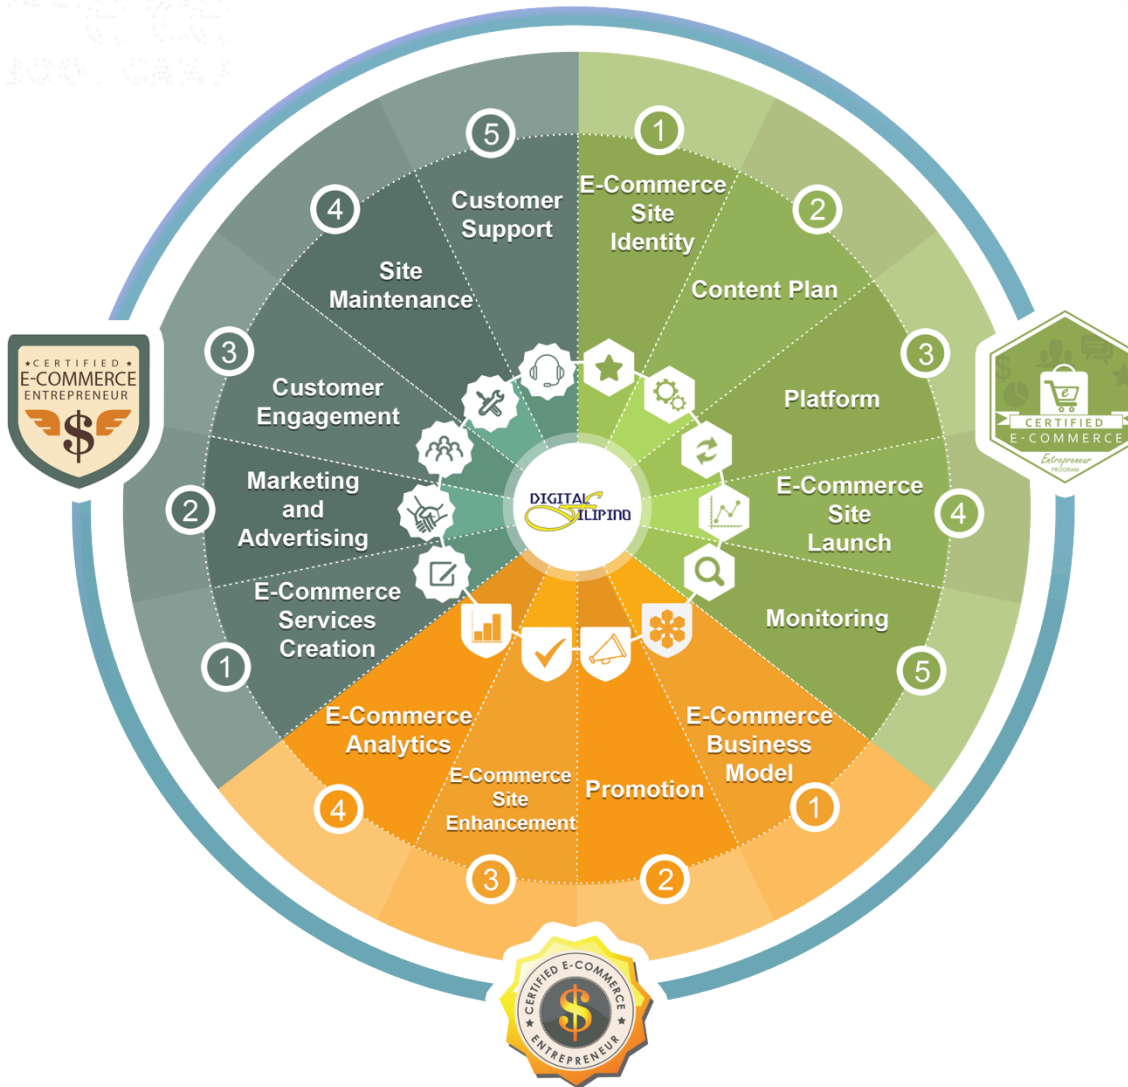 1
E-Commerce
Site
Identity
2
Content Plan
3
Platform
4
E-Commerce
Site
Launch
5
Monitoring
CERTIFIED
E-COMMERCE
Entrepreneur
PROGRAM
e
1
E-Commerce
Business
Model
2
Promotion
3
E-Commerce
Site
Enhancement
4
E-Commerce
Analytics
CERTIFIED E-COMMERCE
$
ENTREPRENEUR
1
E-Commerce
Services
Creation
2
Marketing
and
Advertising
3
Customer
Engagement
4
Site
Maintenance
5
Customer
Support
CERTIFIED
E-COMMERCE
ENTREPRENEUR
$
DIGITAL
FILIPINO